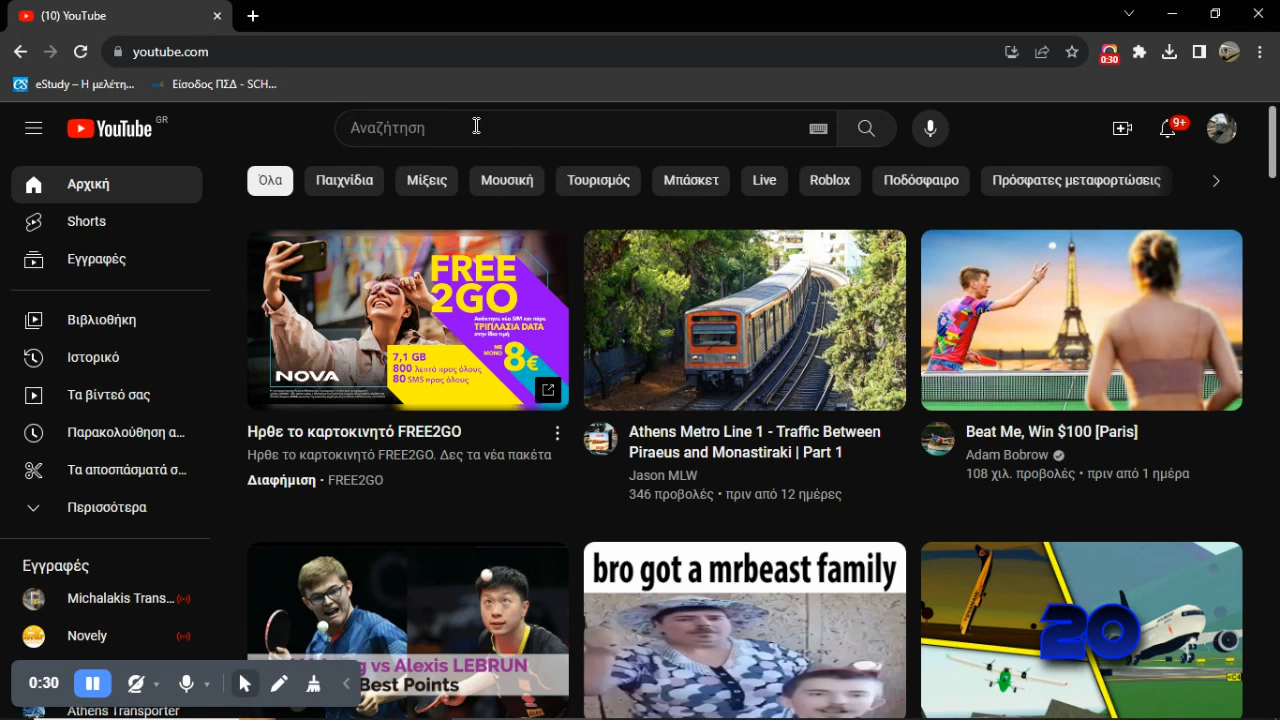 (10) YouTube
youtube.com
0:30
eStudy – Η μελέτη...
Είσοδος ΠΣΔ - SCH...
YouTube GR
Αναζήτηση
9+
Αρχική
Shorts
Εγγραφές
Βιβλιοθήκη
Ιστορικό
Τα βίντεό σας
Παρακολούθηση α...
Τα αποσπάσματά σ...
Περισσότερα
Εγγραφές
Michalakis Trans...
Novely
Athens Transporter
Όλα
Παιχνίδια
Μίξεις
Μουσική
Τουρισμός
Μπάσκετ
Live
Roblox
Ποδόσφαιρο
Πρόσφατες μεταφορτώσεις
FREE
2GO
ΤΡΙΠΛΑΣΙΑ DATA
στην ίδια τιμή
7,1 GB
800 λεπτά προς όλους
80 SMS προς όλους
ΜΕ
ΜΟΝΟ
8€
NOVA
Ηρθε το καρτοκινητό FREE2GO
Ηρθε το καρτοκινητό FREE2GO. Δες τα νέα πακέτα
Διαφήμιση · FREE2GO
Athens Metro Line 1 - Traffic Between
Piraeus and Monastiraki | Part 1
Jason MLW
346 προβολές • πριν από 12 ημέρες
Beat Me, Win $100 [Paris]
Adam Bobrow
108 χιλ. προβολές • πριν από 1 ημέρα
vs Alexis LEBRUN
Best Points
bro got a mrbeast family
20
0:30